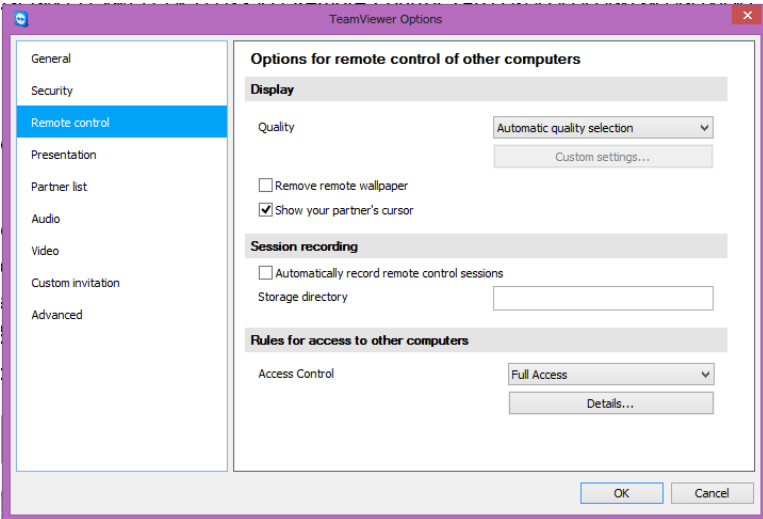 TeamViewer Options
General
Security
Remote control
Presentation
Partner list
Audio
Video
Custom invitation
Advanced
Options for remote control of other computers
Display
Quality
Automatic quality selection
Custom settings...
Remove remote wallpaper
Show your partner's cursor
Session recording
Automatically record remote control sessions
Storage directory
Rules for access to other computers
Access Control
Full Access
Details...
OK
Cancel